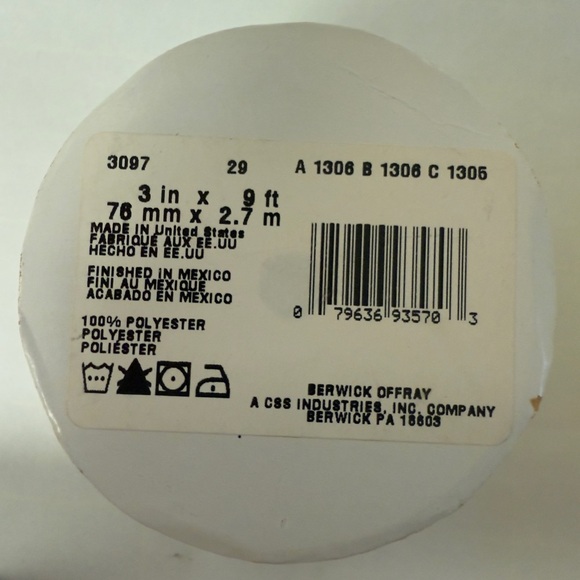 3097 29 A 1306 B 1306 C 1305
3 in x 9 ft
76 mm x 2.7 m
MADE IN United States
FABRIQUÉ AUX EE.UU
HECHO EN EE.UU
FINISHED IN MEXICO
FINI AU MEXIQUE
ACABADO EN MEXICO
100% POLYESTER
POLYESTER
POLIÉSTER
0 79636 93570 3
BERWICK OFFRAY
A CSS INDUSTRIES, INC. COMPANY
BERWICK PA 18603